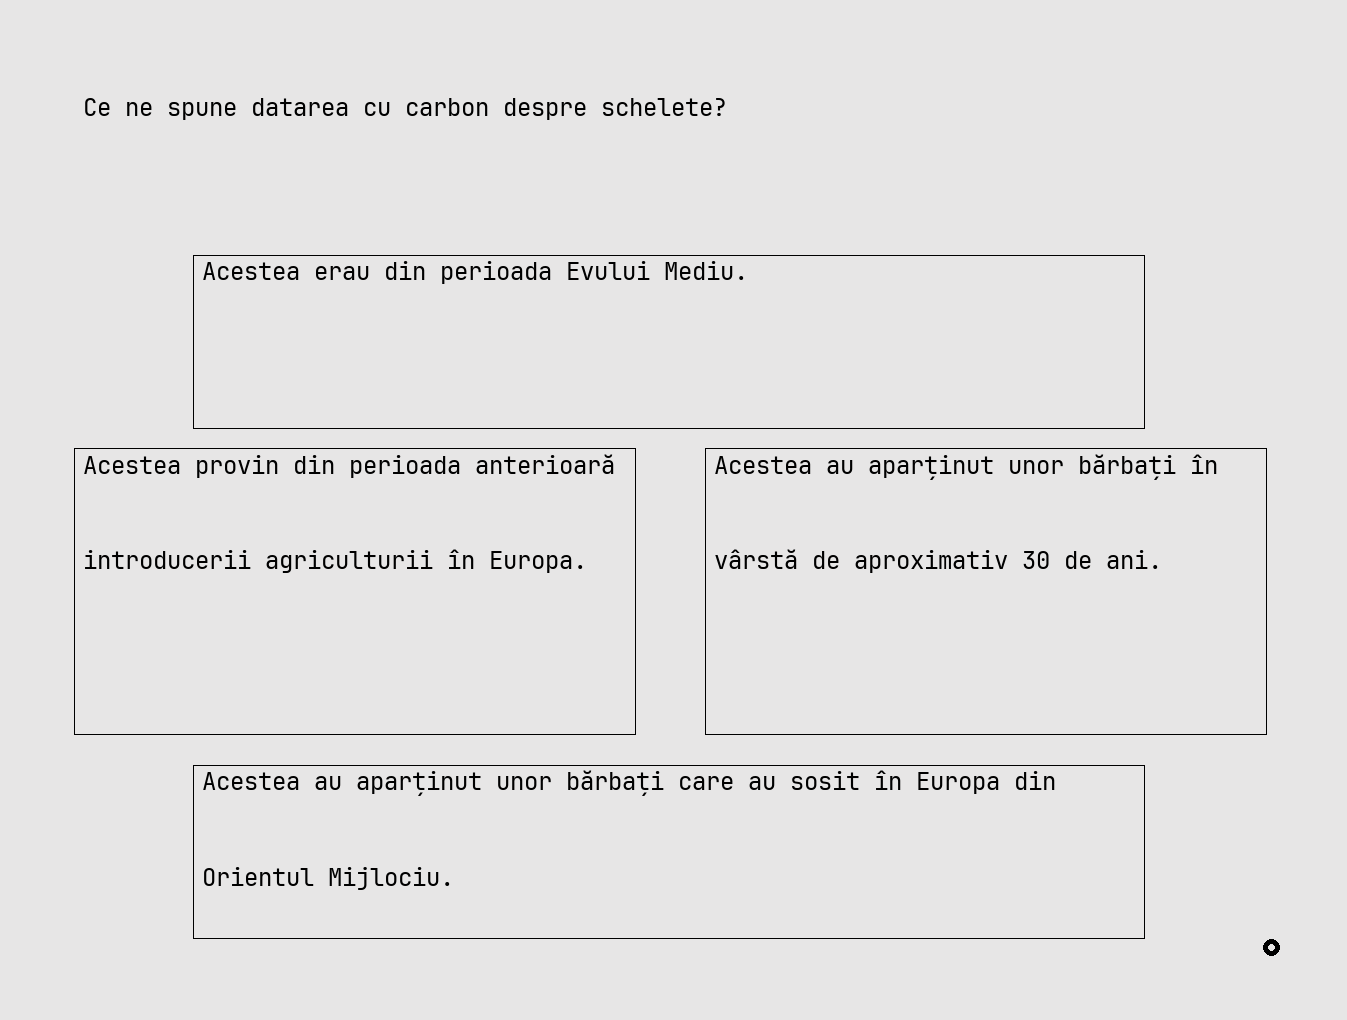 Ce ne spune datarea cu carbon despre schelete?
Acestea erau din perioada Evului Mediu.
Acestea provin din perioada anterioară
introducerii agriculturii în Europa.
Acestea au aparținut unor bărbați în
vârstă de aproximativ 30 de ani.
Acestea au aparținut unor bărbați care au sosit în Europa din
Orientul Mijlociu.